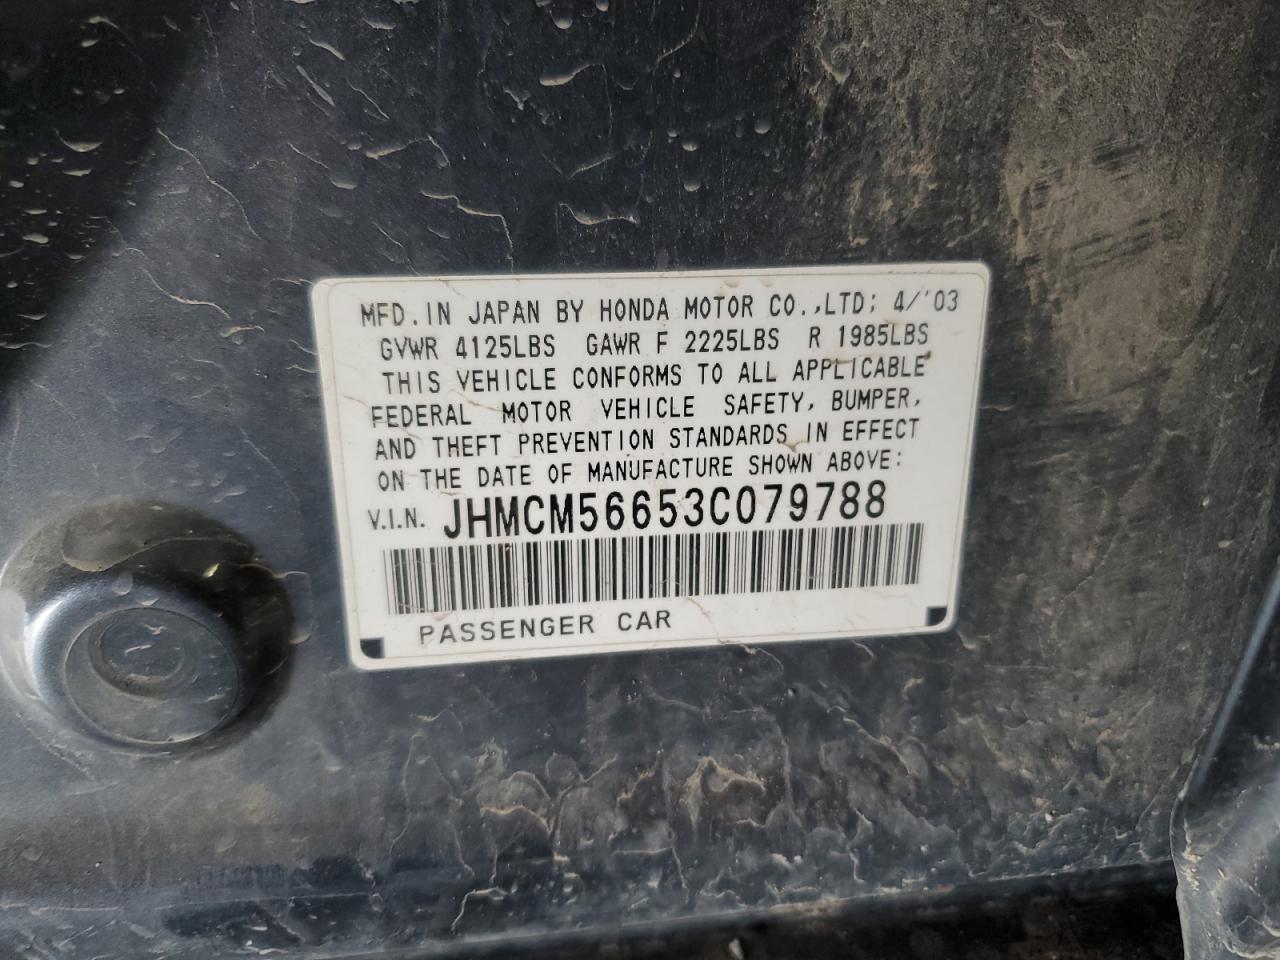 MFD. IN JAPAN BY HONDA MOTOR CO.,LTD; 4/'03
GVWR 4125LBS GAWR F 2225LBS R 1985LBS
THIS VEHICLE CONFORMS TO ALL APPLICABLE
FEDERAL MOTOR VEHICLE SAFETY, BUMPER,
AND THEFT PREVENTION STANDARDS IN EFFECT
ON THE DATE OF MANUFACTURE SHOWN ABOVE:
V.I.N. JHMCM56653C079788
PASSENGER CAR